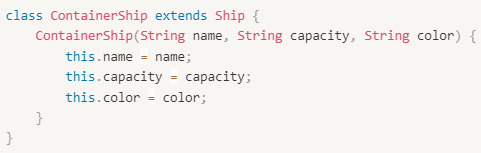 class ContainerShip extends Ship {
    ContainerShip(String name, String capacity, String color) {
        this.name = name;
        this.capacity = capacity;
        this.color = color;
    }
}